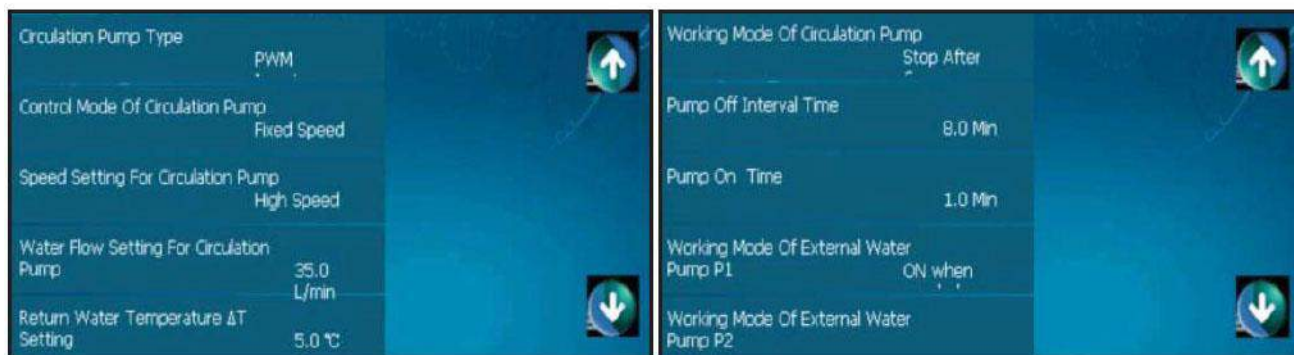 Circulation Pump Type
PWM
Control Mode Of Circulation Pump
Fixed Speed
Speed Setting For Circulation Pump
High Speed
Water Flow Setting For Circulation
Pump
35.0
L/min
Return Water Temperature ΔT
Setting
5.0 ℃
Working Mode Of Circulation Pump
Stop After
Pump Off Interval Time
8.0 Min
Pump On Time
1.0 Min
Working Mode Of External Water
Pump P1
ON when
Working Mode Of External Water
Pump P2